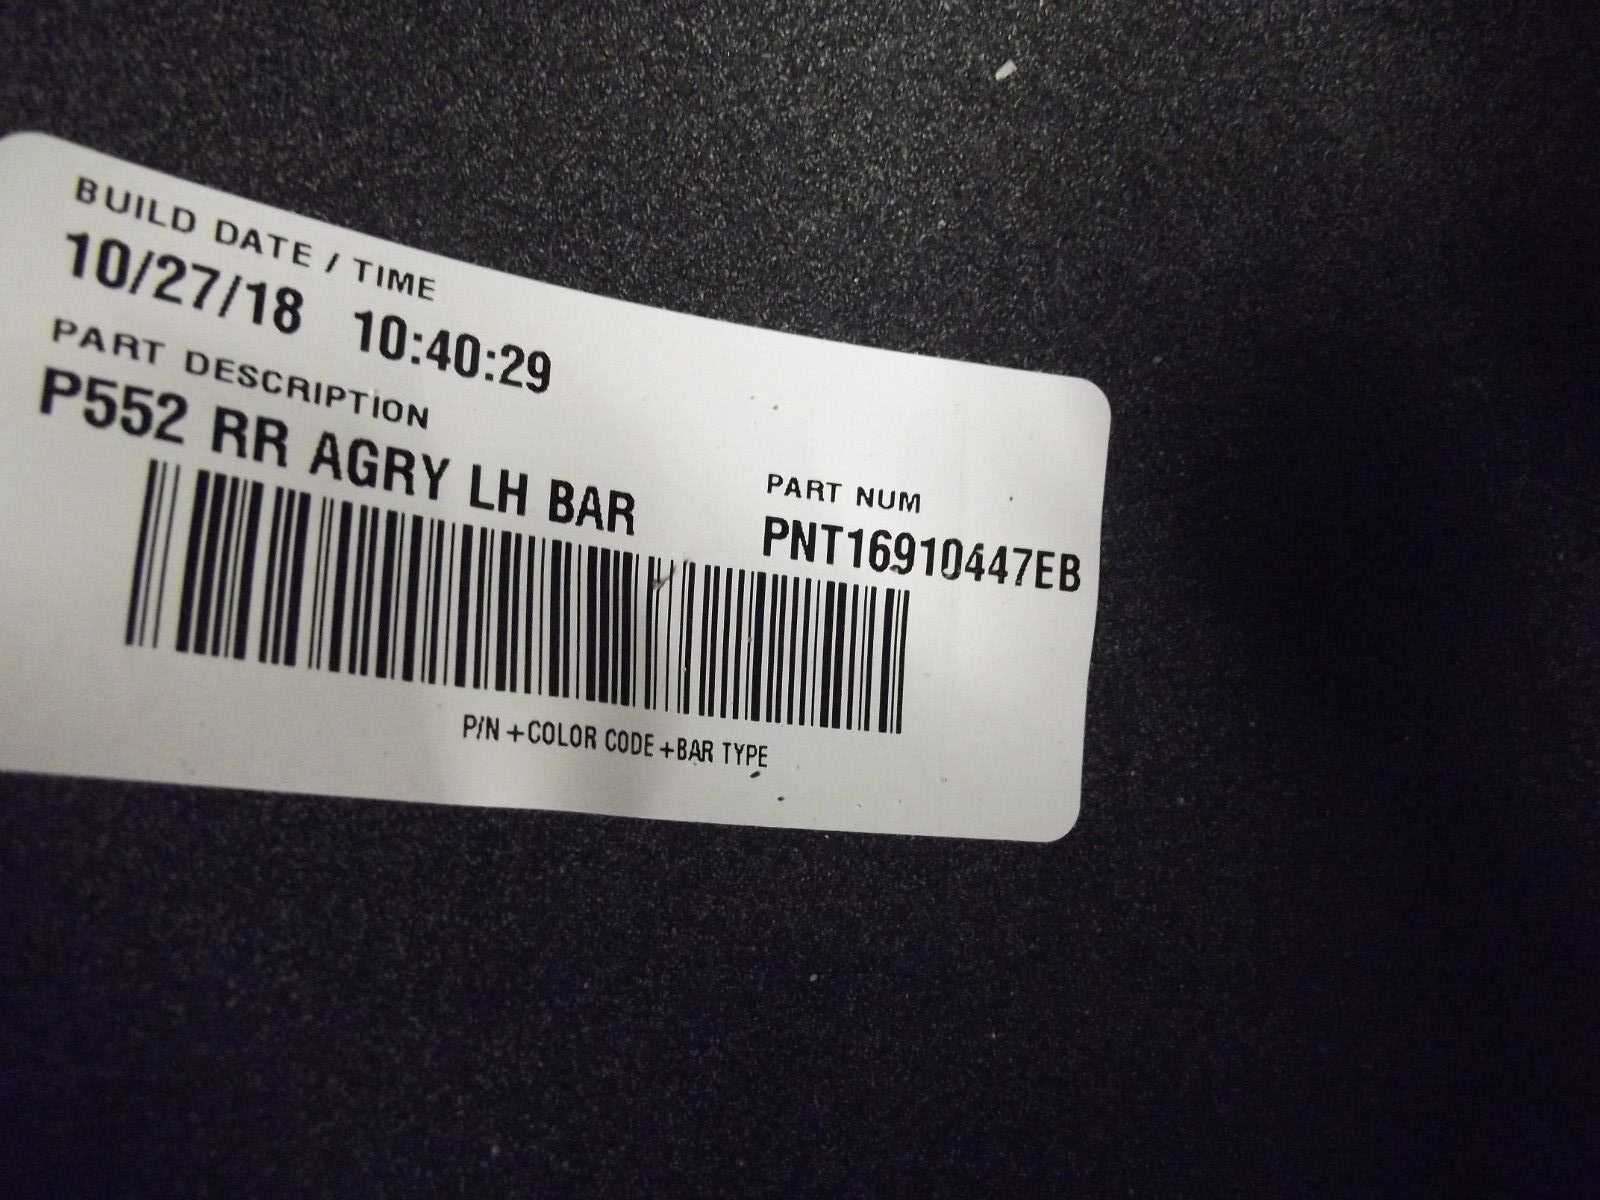 BUILD DATE / TIME
10/27/18 10:40:29
PART DESCRIPTION
P552 RR AGRY LH BAR
PART NUM
PNT16910447EB
P/N +COLOR CODE +BAR TYPE